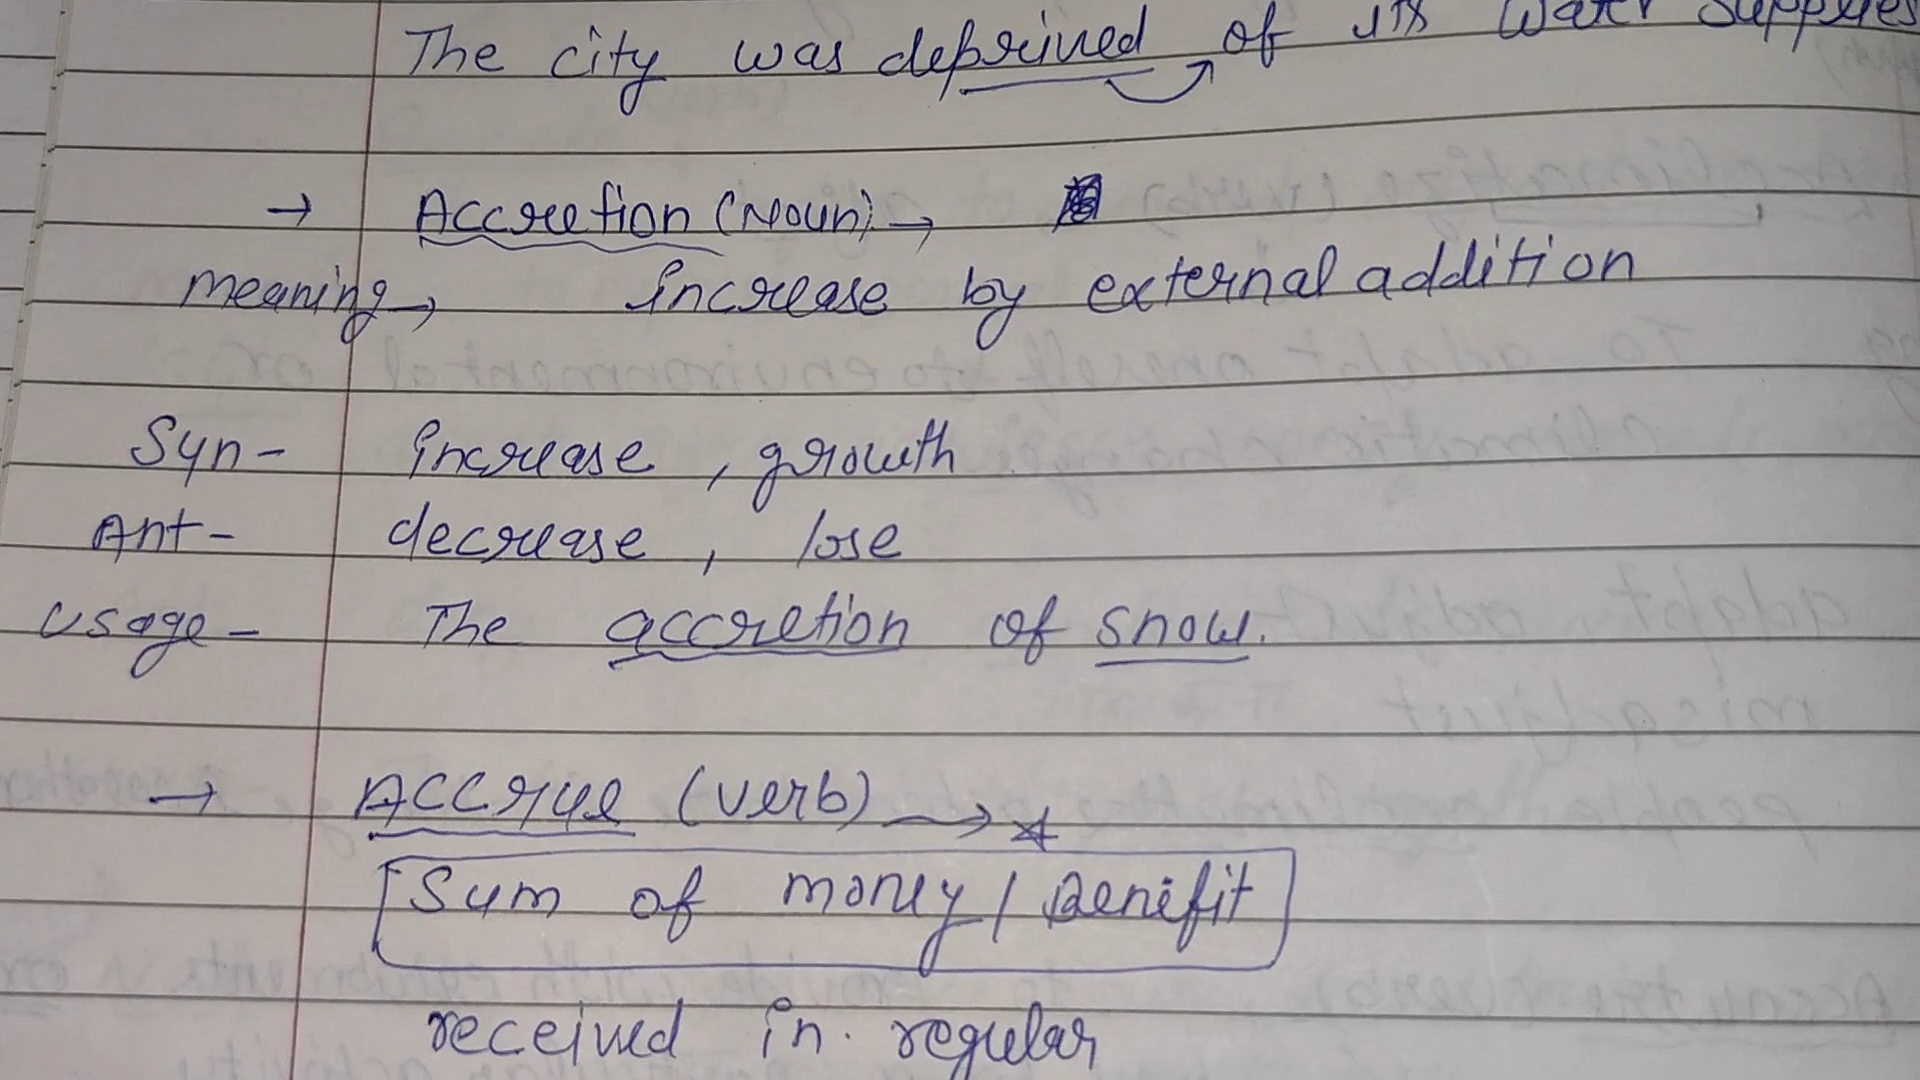 The city was deprived of its water supplies
→ Accretion (Noun) →
meaning → increase by external addition
Syn - increase, growth
Ant - decrease, lose
Usage - The accretion of snow.
→ Accrue (verb) →
Sum of money / Benifit
received in. regular